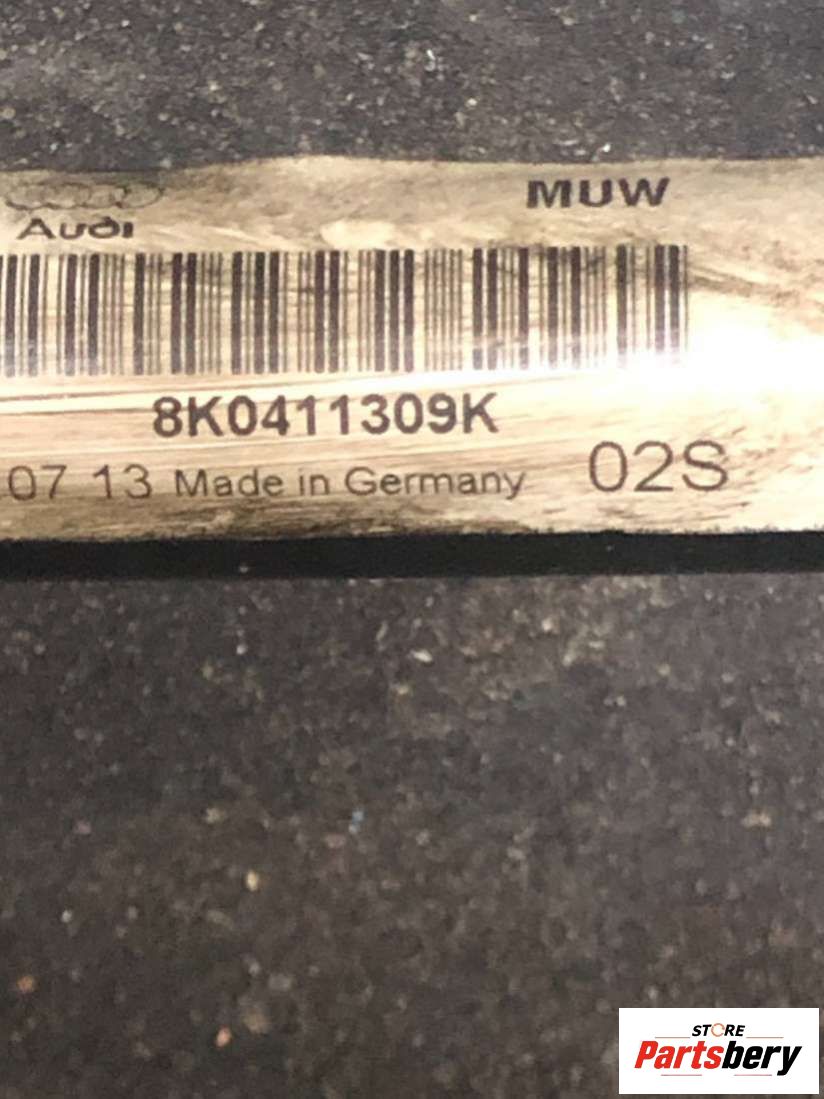 Audi
MUW
8K0411309K
07 13 Made in Germany 02S
STORE
Partsbery